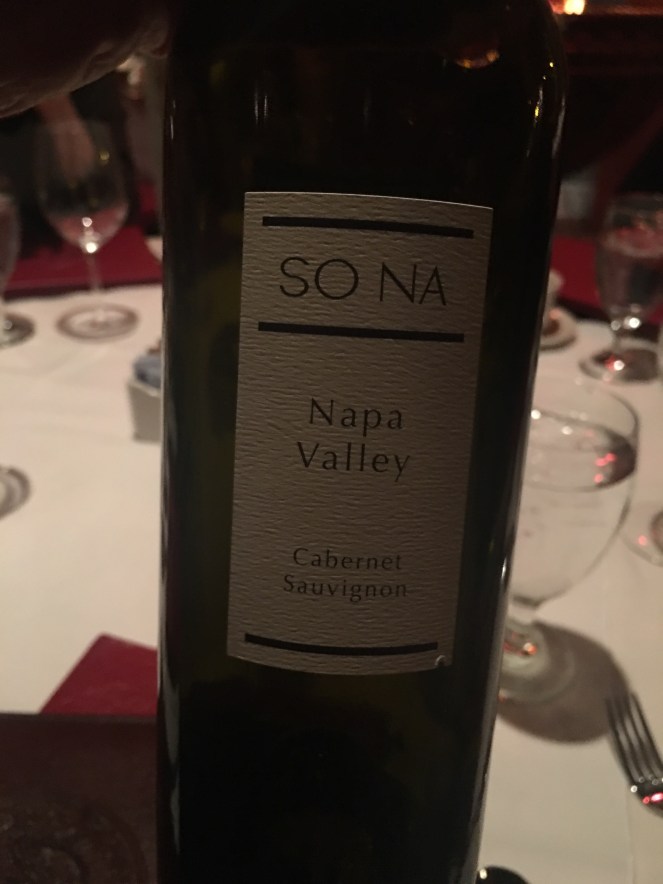 SO NA
Napa
Valley
Cabernet
Sauvignon